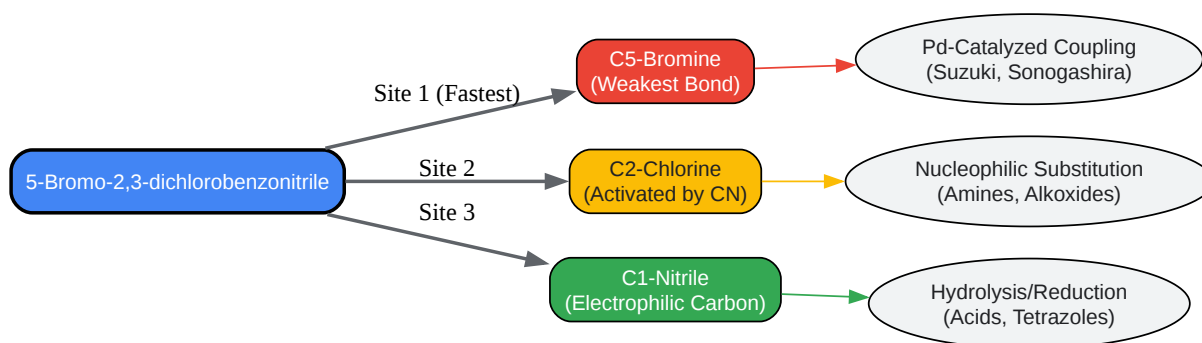 5-Bromo-2,3-dichlorobenzonitrile
Site 1 (Fastest)
Site 2
Site 3
C5-Bromine
(Weakest Bond)
C2-Chlorine
(Activated by CN)
C1-Nitrile
(Electrophilic Carbon)
Pd-Catalyzed Coupling
(Suzuki, Sonogashira)
Nucleophilic Substitution
(Amines, Alkoxides)
Hydrolysis/Reduction
(Acids, Tetrazoles)